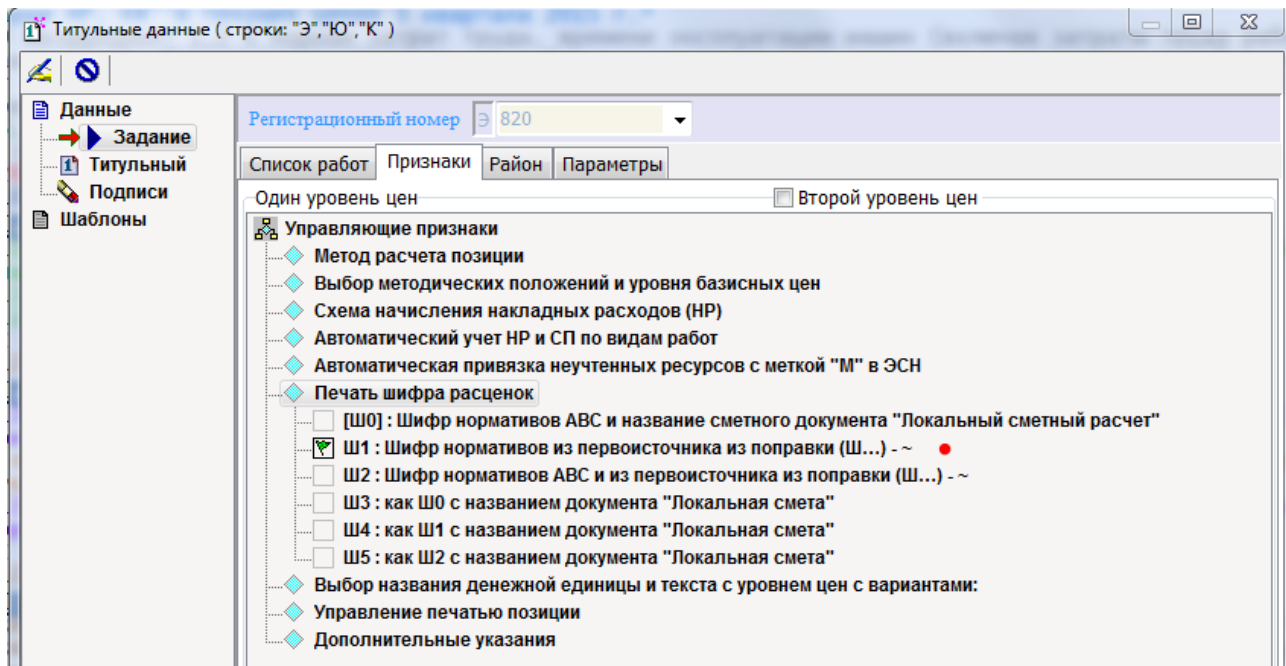 Титульные данные ( строки: "Э","Ю","К" )
Данные
Задание
Титульный
Подписи
Шаблоны
Регистрационный номер Э 820
Список работ Признаки Район Параметры
Один уровень цен Второй уровень цен
Управляющие признаки
Метод расчета позиции
Выбор методических положений и уровня базисных цен
Схема начисления накладных расходов (НР)
Автоматический учет НР и СП по видам работ
Автоматическая привязка неучтенных ресурсов с меткой "М" в ЭСН
Печать шифра расценок
[Ш0] : Шифр нормативов АВС и название сметного документа "Локальный сметный расчет"
Ш1 : Шифр нормативов из первоисточника из поправки (Ш...) - ~
Ш2 : Шифр нормативов АВС и из первоисточника из поправки (Ш...) - ~
Ш3 : как Ш0 с названием документа "Локальная смета"
Ш4 : как Ш1 с названием документа "Локальная смета"
Ш5 : как Ш2 с названием документа "Локальная смета"
Выбор названия денежной единицы и текста с уровнем цен с вариантами:
Управление печатью позиции
Дополнительные указания